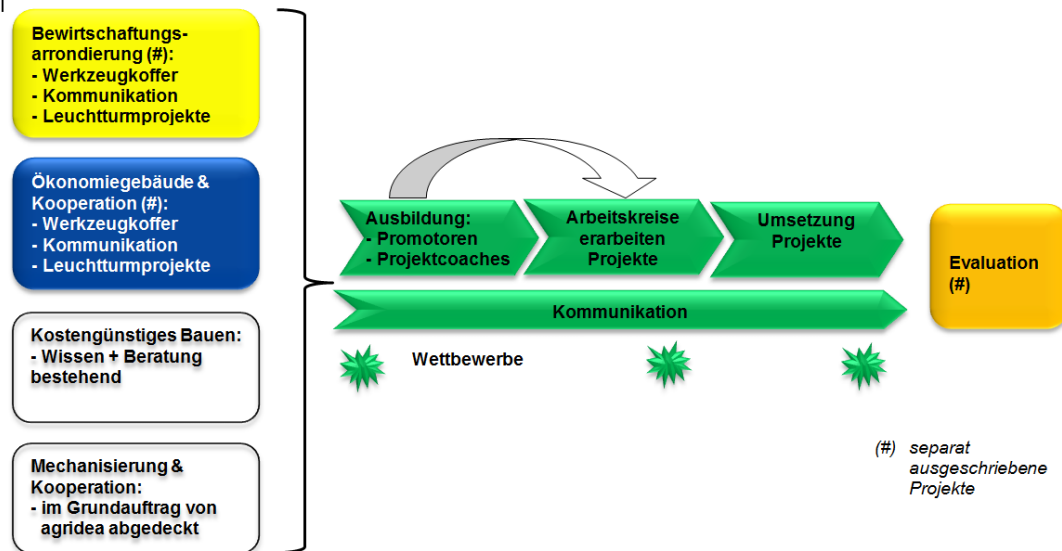 Bewirtschaftungs-
arrondierung (#):
- Werkzeugkoffer
- Kommunikation
- Leuchtturmprojekte
Ökonomiegebäude &
Kooperation (#):
- Werkzeugkoffer
- Kommunikation
- Leuchtturmprojekte
Kostengünstiges Bauen:
- Wissen + Beratung
bestehend
Mechanisierung &
Kooperation:
- im Grundauftrag von
agridea abgedeckt
Ausbildung:
- Promotoren
- Projektcoaches
Arbeitskreise
erarbeiten
Projekte
Umsetzung
Projekte
Kommunikation
Wettbewerbe
Evaluation
(#)
(#) separat
ausgeschriebene
Projekte